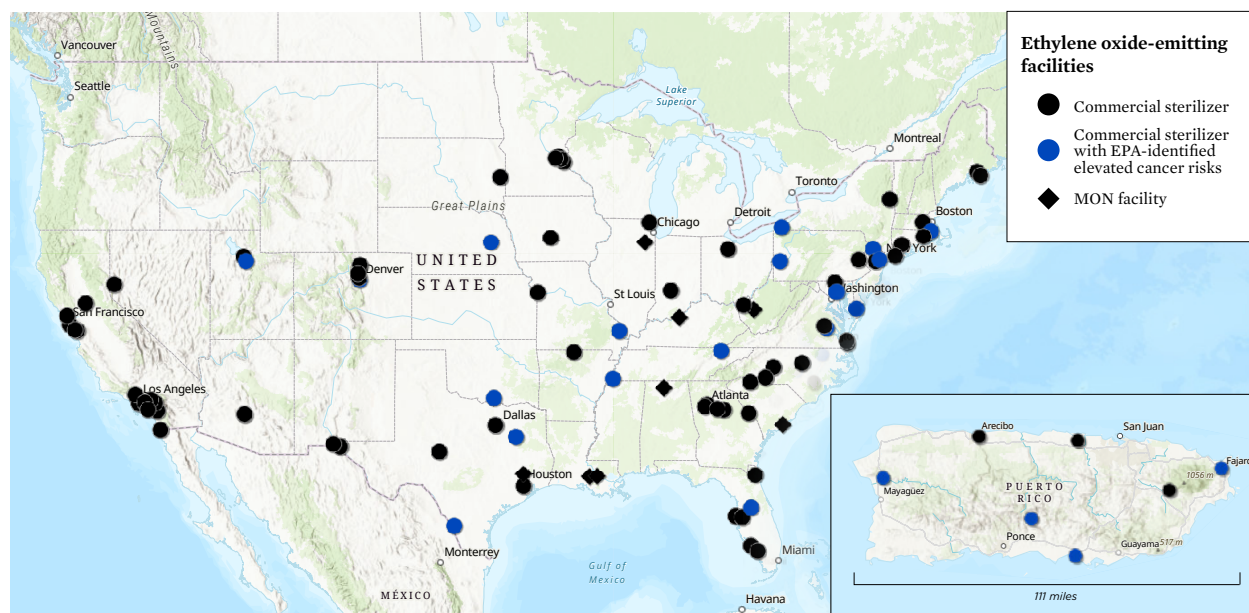 Ethylene oxide-emitting
facilities
Commercial sterilizer
Commercial sterilizer
with EPA-identified
elevated cancer risks
MON facility
Mountains
Vancouver
Seattle
Lake
Superior
Montreal
Toronto
Great Plains
Chicago
Detroit
Boston
New York
Denver
UNITED
STATES
St Louis
Washington
San Francisco
Los Angeles
Atlanta
Dallas
Houston
Monterrey
Miami
Gulf of
Mexico
MÉXICO
Havana
Arecibo
San Juan
Fajard
1056 m
Mayagüez
PUERTO
RICO
Ponce
Guayama
517 m
111 miles